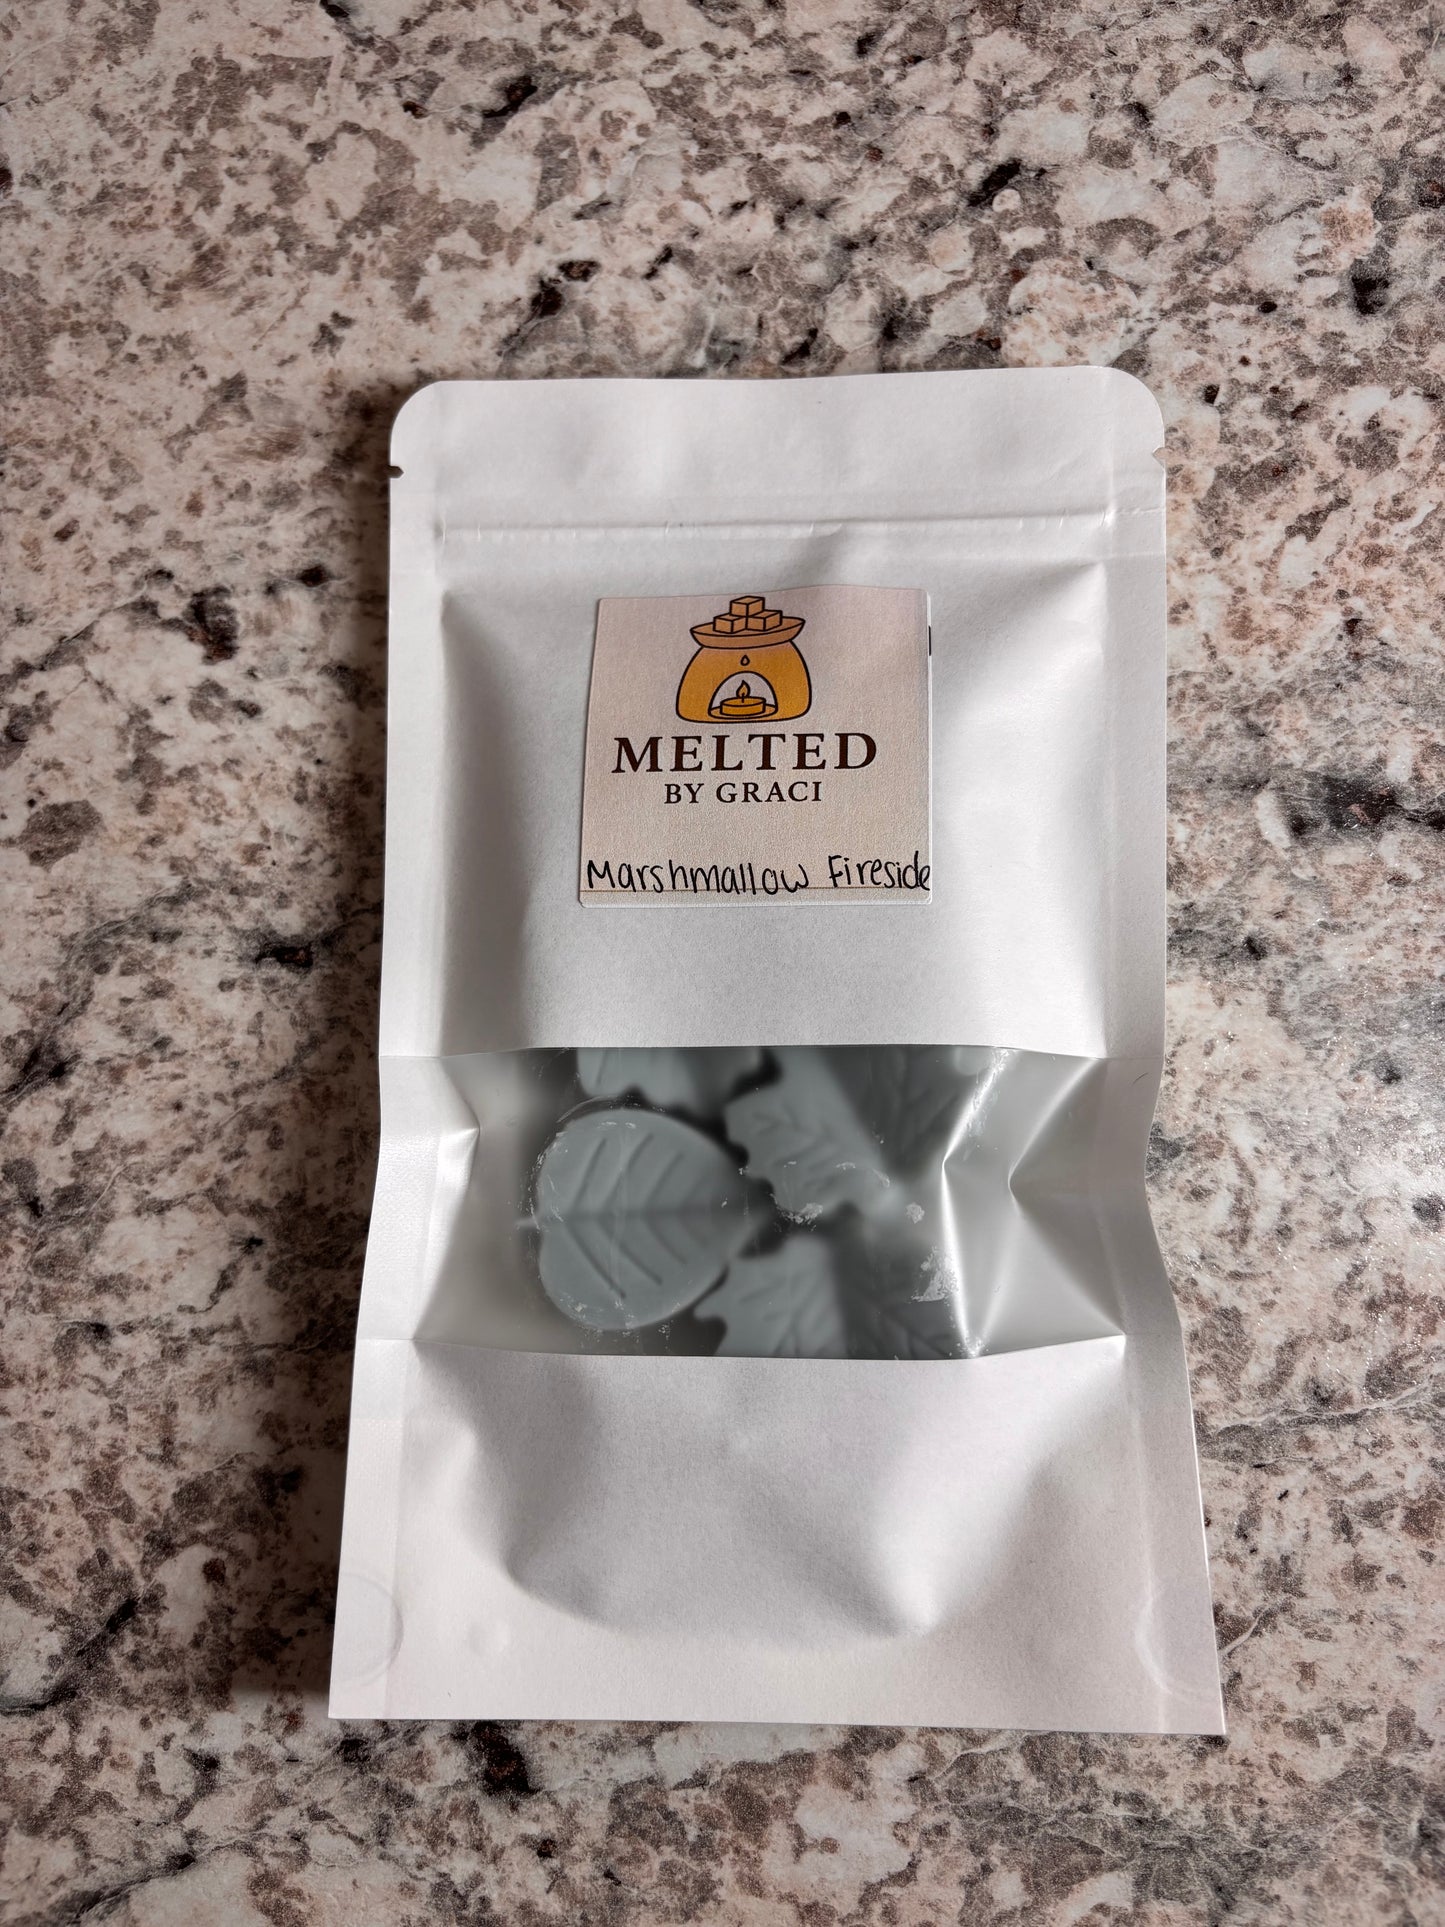 MELTED
BY GRACI
Marshmallow Fireside